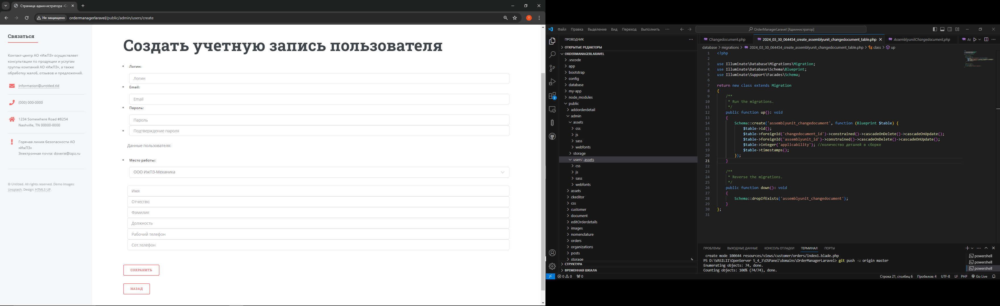 Страница администратора -Сс
Не защищено
ordermanagerlaravel/public/admin/users/create
T
Связаться
Контакт-центр АО «ИжПЗ» осуществляет
консультации по продукции и услугам
группы компаний АО «ИжПЗ», а также
обработку жалоб, отзывов и предложений.
information@untitled.tld
(000) 000-0000
1234 Somewhere Road #8254
Nashville, TN 00000-0000
Горячая линия безопасности АО
«ИжПЗ»
Электронная почта: doverie@izpz.ru
© Untitled. All rights reserved. Demo Images:
Unsplash. Design: HTML5 UP.
Создать учетную запись пользователя
Логин:
Логин
Email:
Email
Пароль:
Пароль
Подтверждение пароля
Данные пользователя:
Место работы:
ООО ИжПЗ-Механика
Имя
Отчество
Фамилия
Должность
Рабочий телефон
Сот.телефон
СОХРАНИТЬ
НАЗАД
Файл Правка Выделение Вид Переход Выполнить ···
OrderManagerLaravel [Администратор]
ПРОВОДНИК
ОТКРЫТЫЕ РЕДАКТОРЫ
ORDERMANAGERLARAVEL
.vscode
app
bootstrap
config
database
my-app
node_modules
public
addorderdetail
admin
assets
css
js
sass
webfonts
storage
users\assets
css
js
sass
webfonts
assets
ckeditor
css
customer
document
editOrderdetails
images
nomenclature
orders
organizations
posts
storage
СТРУКТУРА
ВРЕМЕННАЯ ШКАЛА
2
Changedocument.php
2024_03_30_064454_create_assemblyunit_changedocument_table.php
AssemblyunitChangedocument.php
As
database > migrations > 2024_03_30_064454_create_assemblyunit_changedocument_table.php > class > up
1 <?php
2
3 use Illuminate\Database\Migrations\Migration;
4 use Illuminate\Database\Schema\Blueprint;
5 use Illuminate\Support\Facades\Schema;
6
7 return new class extends Migration
8 {
9 /**
10 * Run the migrations.
11 */
12 public function up(): void
13 {
14 Schema::create('assemblyunit_changedocument', function (Blueprint $table) {
15 $table->id();
16 $table->foreignId('changedocument_id')->constrained()->cascadeOnDelete()->cascadeOnUpdate();
17 $table->foreignId('assemblyunit_id')->constrained()->cascadeOnDelete()->cascadeOnUpdate();
18 $table->integer('applicability'); //количество деталей в сборке
19 $table->timestamps();
20 });
21 }
22
23 /**
24 * Reverse the migrations.
25 */
26 public function down(): void
27 {
28 Schema::dropIfExists('assemblyunit_changedocument');
29 }
30 };
31
ПРОБЛЕМЫ ВЫХОДНЫЕ ДАННЫЕ КОНСОЛЬ ОТЛАДКИ ТЕРМИНАЛ ПОРТЫ
create mode 100644 resources/views/customer/orders/index1.blade.php
PS D:\VASILII\OpenServer 5_4_3\OSPanel\domains\OrderManagerLaravel> git push -u origin master
Enumerating objects: 74, done.
Counting objects: 100% (74/74), done.
powershell
powershell
powershell
0 0 0
Строка 21, столбец 6 Пробелов: 4 UTF-8 LF PHP Go Live